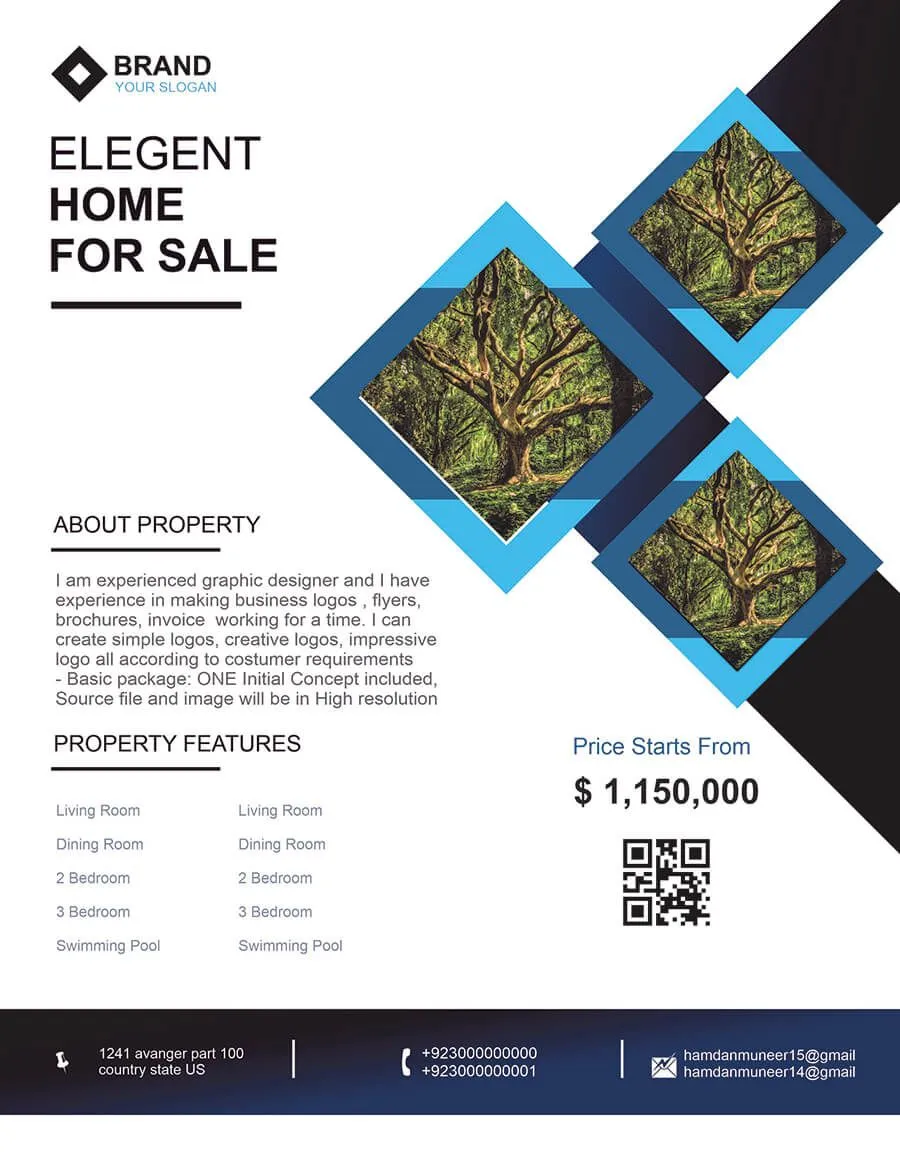 BRAND
YOUR SLOGAN
ELEGENT
HOME
FOR SALE
ABOUT PROPERTY
I am experienced graphic designer and I have
experience in making business logos , flyers,
brochures, invoice  working for a time. I can
create simple logos, creative logos, impressive
logo all according to costumer requirements
- Basic package: ONE Initial Concept included,
Source file and image will be in High resolution
PROPERTY FEATURES
Living Room
Dining Room
2 Bedroom
3 Bedroom
Swimming Pool
Living Room
Dining Room
2 Bedroom
3 Bedroom
Swimming Pool
Price Starts From
$ 1,150,000
1241 avanger part 100
country state US
+923000000000
+923000000001
hamdanmuneer15@gmail
hamdanmuneer14@gmail